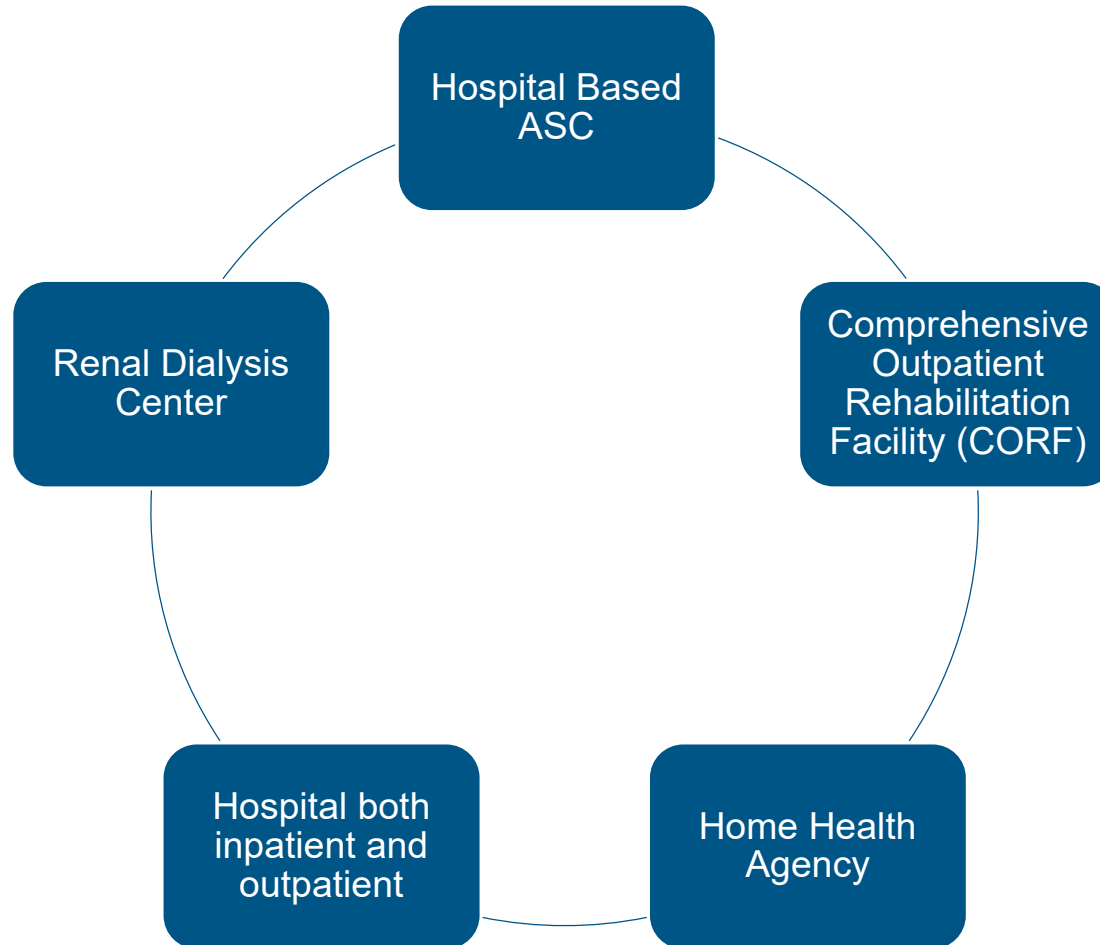 Hospital Based
ASC
Comprehensive
Outpatient
Rehabilitation
Facility (CORF)
Home Health
Agency
Hospital both
inpatient and
outpatient
Renal Dialysis
Center